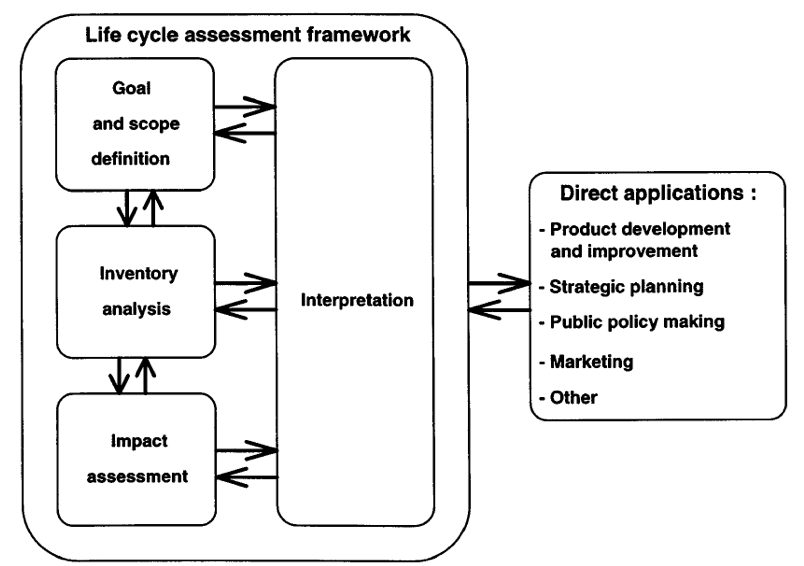 Life cycle assessment framework
Goal
and scope
definition
Inventory
analysis
Impact
assessment
Interpretation
Direct applications :
- Product development
and improvement
- Strategic planning
- Public policy making
- Marketing
- Other